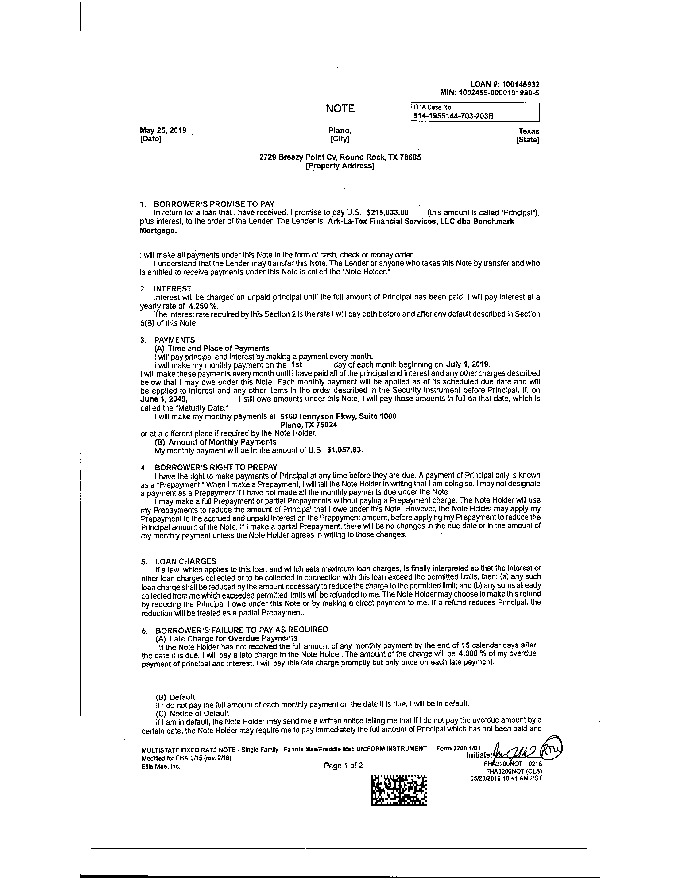 LOAN #: 100148932
NOTE
FHA Case No.
May 25, 2019
[Date]
Plano,
[City]
Texas
[State]
2729 Breezy Point Cv, Round Rock, TX 78665
[Property Address]
1. BORROWER'S PROMISE TO PAY
In return for a loan that I have received, I promise to pay U.S. $215,033.00 (this amount is called "Principal"),
plus interest, to the order of the Lender. The Lender is Ark-La-Tex Financial Services, LLC dba Benchmark
Mortgage.
I will make all payments under this Note in the form of cash, check or money order.
I understand that the Lender may transfer this Note. The Lender or anyone who takes this Note by transfer and who
is entitled to receive payments under this Note is called the "Note Holder."
2. INTEREST
Interest will be charged on unpaid principal until the full amount of Principal has been paid. I will pay interest at a
yearly rate of 4.250 %.
The interest rate required by this Section 2 is the rate I will pay both before and after any default described in Section
6(B) of this Note.
3. PAYMENTS
(A) Time and Place of Payments
I will pay principal and interest by making a payment every month.
I will make my monthly payment on the 1st day of each month beginning on July 1, 2019.
I will make these payments every month until I have paid all of the principal and interest and any other charges described
below that I may owe under this Note. Each monthly payment will be applied as of its scheduled due date and will
be applied to interest and any other items in the order described in the Security Instrument before Principal. If, on
June 1, 2049, I still owe amounts under this Note, I will pay those amounts in full on that date, which is
called the "Maturity Date."
I will make my monthly payments at 5160 Tennyson Pkwy, Suite 1000
Plano, TX 75024
or at a different place if required by the Note Holder.
(B) Amount of Monthly Payments
My monthly payment will be in the amount of U.S. $1,057.83.
4. BORROWER'S RIGHT TO PREPAY
I have the right to make payments of Principal at any time before they are due. A payment of Principal only is known
as a "Prepayment." When I make a Prepayment, I will tell the Note Holder in writing that I am doing so. I may not designate
a payment as a Prepayment if I have not made all the monthly payments due under the Note.
I may make a full Prepayment or partial Prepayments without paying a Prepayment charge. The Note Holder will use
my Prepayments to reduce the amount of Principal that I owe under this Note. However, the Note Holder may apply my
Prepayment to the accrued and unpaid interest on the Prepayment amount, before applying my Prepayment to reduce the
Principal amount of the Note. If I make a partial Prepayment, there will be no changes in the due date or in the amount of
my monthly payment unless the Note Holder agrees in writing to those changes.
5. LOAN CHARGES
If a law, which applies to this loan and which sets maximum loan charges, is finally interpreted so that the interest or
other loan charges collected or to be collected in connection with this loan exceed the permitted limits, then: (a) any such
loan charge shall be reduced by the amount necessary to reduce the charge to the permitted limit; and (b) any sums already
collected from me which exceeded permitted limits will be refunded to me. The Note Holder may choose to make this refund
by reducing the Principal I owe under this Note or by making a direct payment to me. If a refund reduces Principal, the
reduction will be treated as a partial Prepayment.
6. BORROWER'S FAILURE TO PAY AS REQUIRED
(A) Late Charge for Overdue Payments
If the Note Holder has not received the full amount of any monthly payment by the end of 15 calendar days after
the date it is due, I will pay a late charge to the Note Holder. The amount of the charge will be 4.000 % of my overdue
payment of principal and interest. I will pay this late charge promptly but only once on each late payment.
(B) Default
If I do not pay the full amount of each monthly payment on the date it is due, I will be in default.
(C) Notice of Default
If I am in default, the Note Holder may send me a written notice telling me that if I do not pay the overdue amount by a
certain date, the Note Holder may require me to pay immediately the full amount of Principal which has not been paid and
MULTISTATE FIXED RATE NOTE - Single Family - Fannie Mae/Freddie Mac UNIFORM INSTRUMENT Form 3200 1/01
Modified for FHA
Ellie Mae, Inc.
Initials:
Page 1 of 2